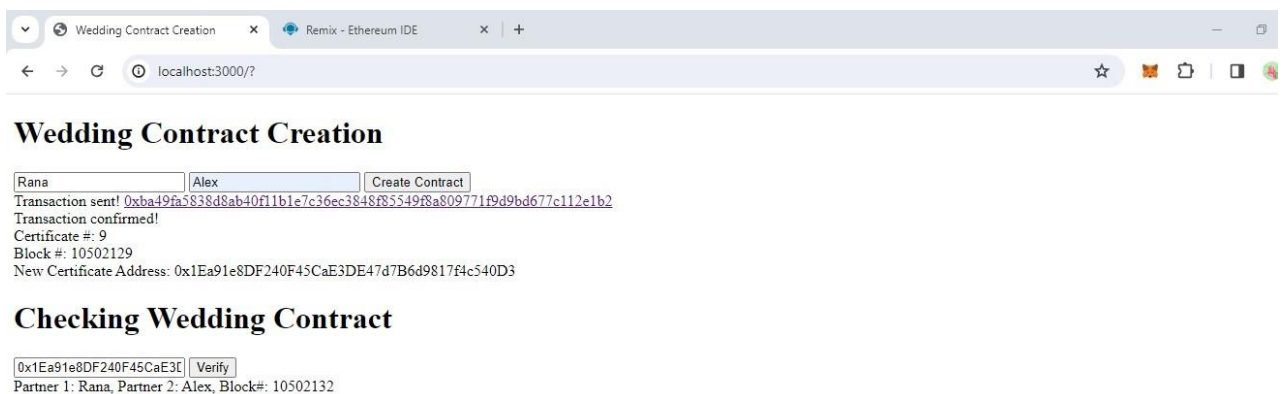 Wedding Contract Creation
Remix - Ethereum IDE
localhost:3000/?
Wedding Contract Creation
Rana Alex Create Contract
Transaction sent! 0xba49fa5838d8ab40f11b1e7c36ec3848f85549f8a809771f9d9bd677c112e1b2
Transaction confirmed!
Certificate #: 9
Block #: 10502129
New Certificate Address: 0x1Ea91e8DF240F45CaE3DE47d7B6d9817f4c540D3
Checking Wedding Contract
0x1Ea91e8DF240F45CaE3D Verify
Partner 1: Rana, Partner 2: Alex, Block#: 10502132